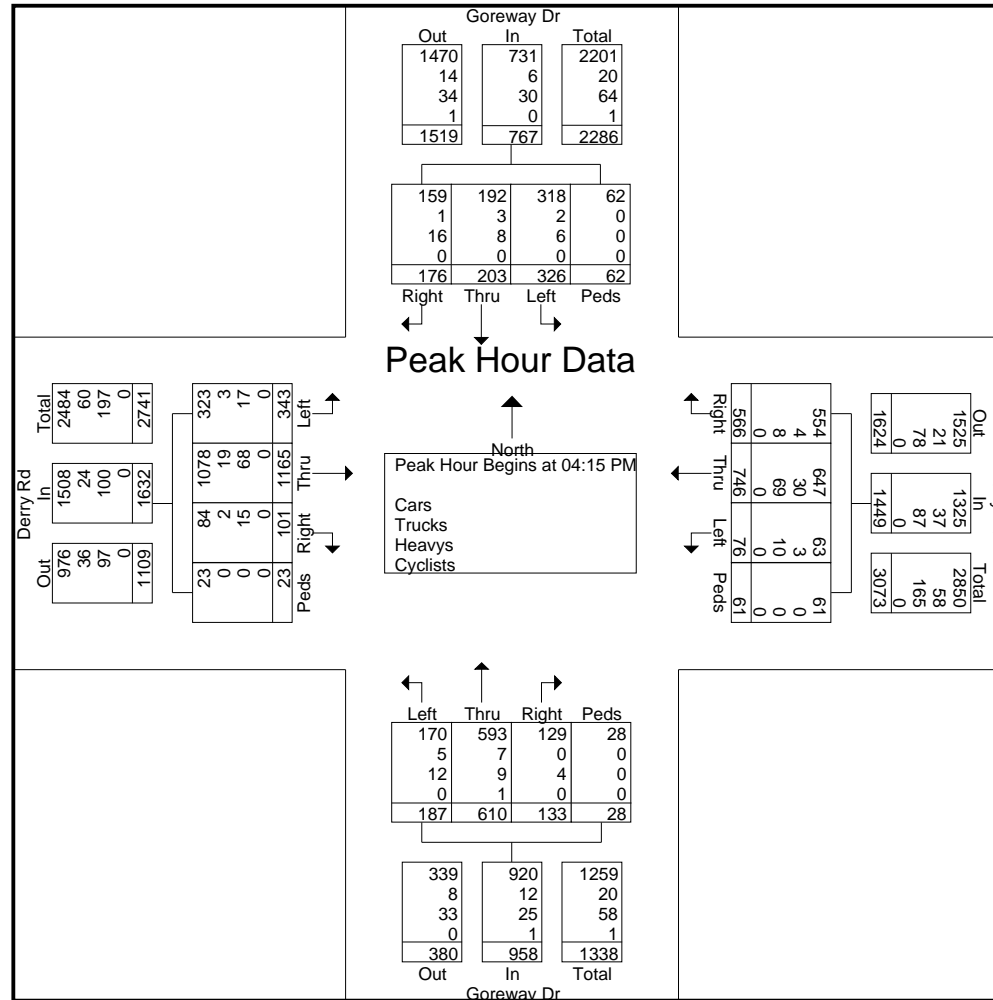 Goreway Dr
Out In Total
1470 731 2201
14 6 20
34 30 64
1 0 1
1519 767 2286
159 192 318 62
1 3 2 0
16 8 6 0
0 0 0 0
176 203 326 62
Right Thru Left Peds
Peak Hour Data
North
Peak Hour Begins at 04:15 PM
Cars
Trucks
Heavys
Cyclists
Derry Rd
Total In Out
2484 1508 976
60 24 36
197 100 97
0 0 0
2741 1632 1109
323 1078 84 23
3 19 2 0
17 68 15 0
0 0 0 0
343 1165 101 23
Left Thru Right Peds
Right Thru Left Peds
566 746 76 61
0 0 0 0
8 69 10 0
4 30 3 0
554 647 63 61
Out In Total
1525 1325 2850
21 37 58
78 87 165
0 0 0
1624 1449 3073
Left Thru Right Peds
170 593 129 28
5 7 0 0
12 9 4 0
0 1 0 0
187 610 133 28
339 920 1259
8 12 20
33 25 58
0 1 1
380 958 1338
Out In Total
Goreway Dr